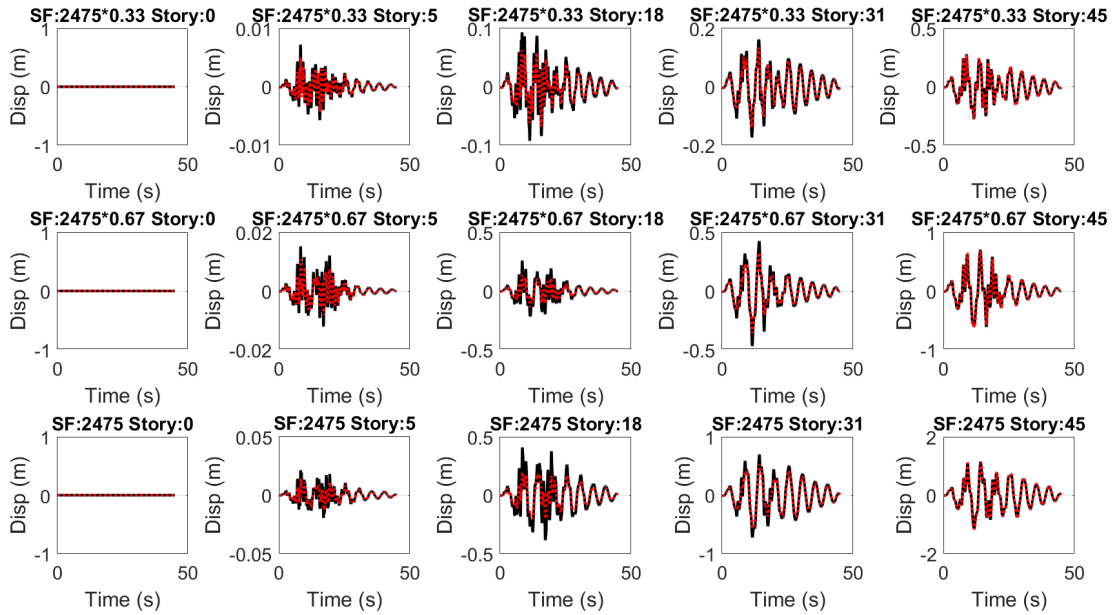 SF:2475*0.33 Story:0 SF:2475*0.33 Story:5 SF:2475*0.33 Story:18 SF:2475*0.33 Story:31 SF:2475*0.33 Story:45
1 0.01 0.1 0.2 0.5
Disp (m) Disp (m) Disp (m) Disp (m) Disp (m)
0 0 0 0 0
-1 -0.01 -0.1 -0.2 -0.5
0 50 0 50 0 50 0 50 0 50
Time (s) Time (s) Time (s) Time (s) Time (s)
SF:2475*0.67 Story:0 SF:2475*0.67 Story:5 SF:2475*0.67 Story:18 SF:2475*0.67 Story:31 SF:2475*0.67 Story:45
1 0.02 0.5 0.5 1
Disp (m) Disp (m) Disp (m) Disp (m) Disp (m)
0 0 0 0 0
-1 -0.02 -0.5 -0.5 -1
0 50 0 50 0 50 0 50 0 50
Time (s) Time (s) Time (s) Time (s) Time (s)
SF:2475 Story:0 SF:2475 Story:5 SF:2475 Story:18 SF:2475 Story:31 SF:2475 Story:45
1 0.05 0.5 1 2
Disp (m) Disp (m) Disp (m) Disp (m) Disp (m)
0 0 0 0 0
-1 -0.05 -0.5 -1 -2
0 50 0 50 0 50 0 50 0 50
Time (s) Time (s) Time (s) Time (s) Time (s)